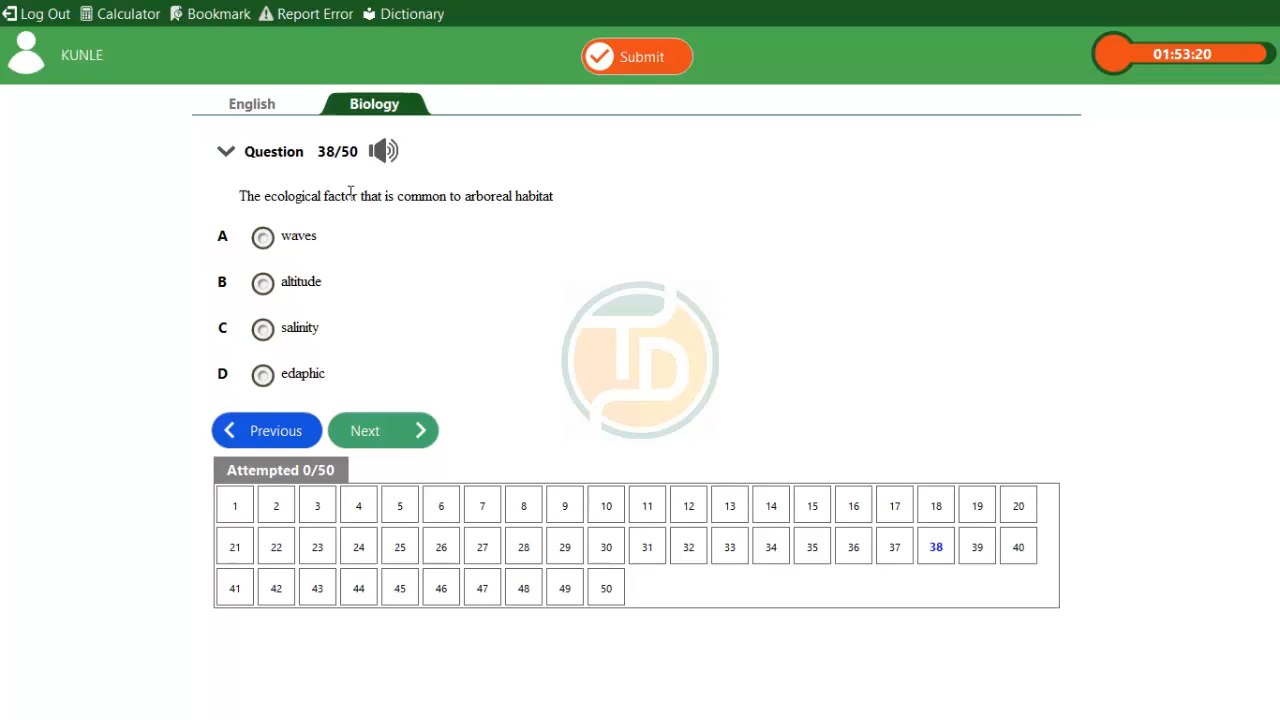 Log Out Calculator Bookmark Report Error Dictionary
KUNLE Submit 01:53:20
English Biology
Question 38/50
The ecological factor that is common to arboreal habitat
A waves
B altitude
C salinity
D edaphic
Previous Next
Attempted 0/50
1 2 3 4 5 6 7 8 9 10 11 12 13 14 15 16 17 18 19 20
21 22 23 24 25 26 27 28 29 30 31 32 33 34 35 36 37 38 39 40
41 42 43 44 45 46 47 48 49 50
TD